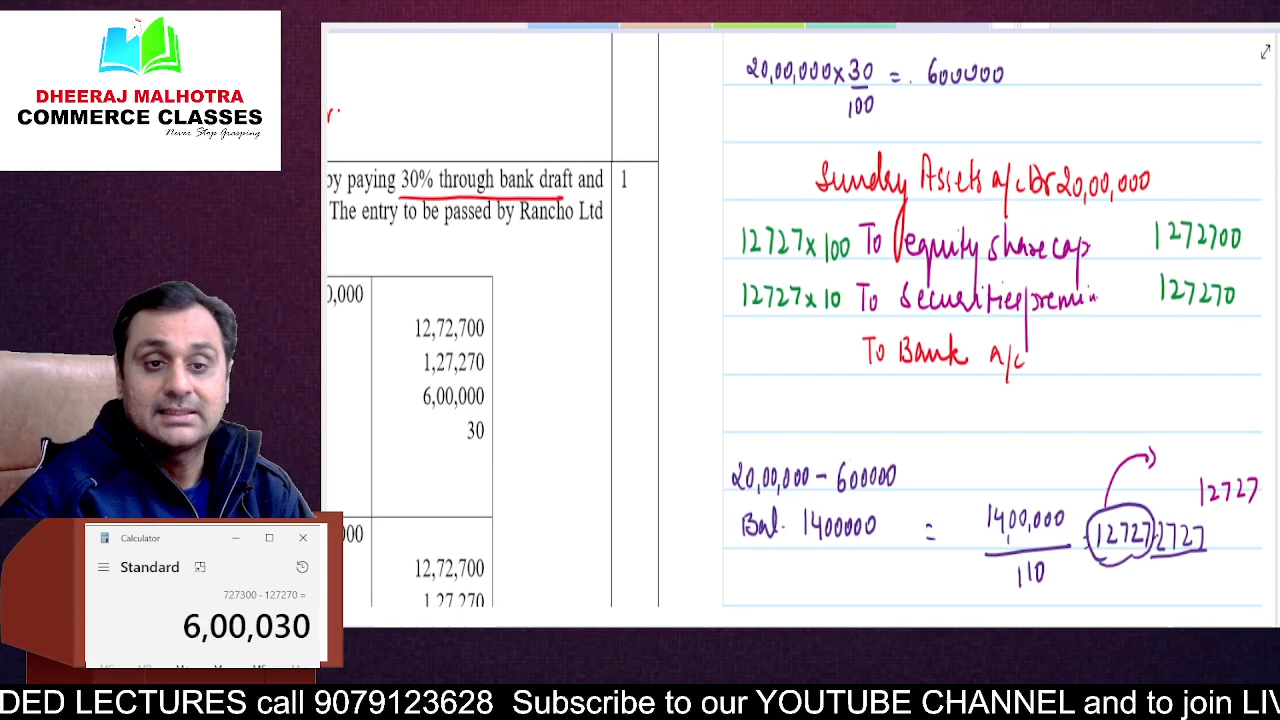 DHEERAJ MALHOTRA
COMMERCE CLASSES
Never Stop Grasping
by paying 30% through bank draft and
The entry to be passed by Rancho Ltd
1
0,000
12,72,700
1,27,270
6,00,000
30
000
12,72,700
1,27,270
20,00,000 x 30 = 600000
100
Sundry Assets a/c Dr 20,00,000
12727 x 100 To equity share cap 1272700
12727 x 10 To Securities premi 127270
To Bank a/c
20,00,000 - 600000
Bal. 1400000 = 1400,000 12727.2727
110
12727
Calculator
Standard
727300 - 127270 =
6,00,030
DED LECTURES call 9079123628 Subscribe to our YOUTUBE CHANNEL and to join LIV